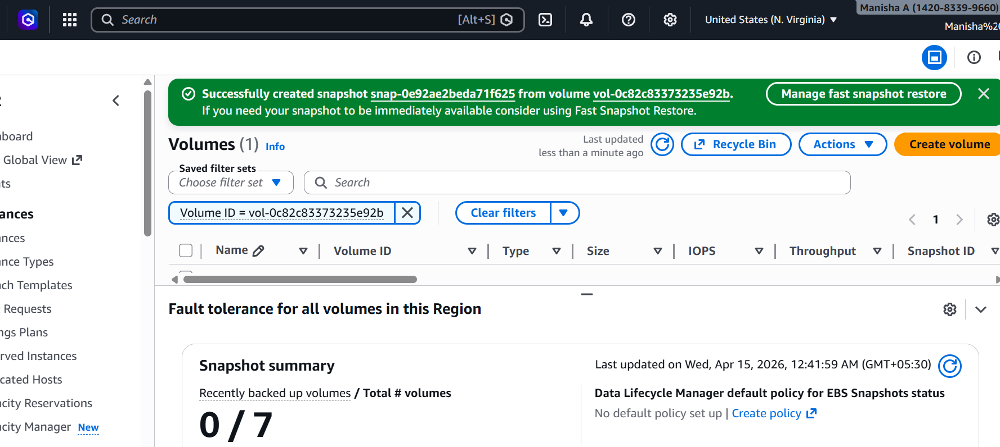 Search [Alt+S]
United States (N. Virginia)
Manisha A (1420-8339-9660)
Manisha%20
Successfully created snapshot snap-0e92ae2beda71f625 from volume vol-0c82c83373235e92b.
If you need your snapshot to be immediately available consider using Fast Snapshot Restore.
Manage fast snapshot restore
board
Global View
ts
ances
nces
nce Types
ch Templates
Requests
ngs Plans
rved Instances
cated Hosts
city Reservations
city Manager New
Volumes (1) Info
Last updated
less than a minute ago
Recycle Bin
Actions
Create volume
Saved filter sets
Choose filter set
Search
Volume ID = vol-0c82c83373235e92b
Clear filters
1
Name Volume ID Type Size IOPS Throughput Snapshot ID
Fault tolerance for all volumes in this Region
Snapshot summary
Last updated on Wed, Apr 15, 2026, 12:41:59 AM (GMT+05:30)
Recently backed up volumes / Total # volumes
0 / 7
Data Lifecycle Manager default policy for EBS Snapshots status
No default policy set up | Create policy